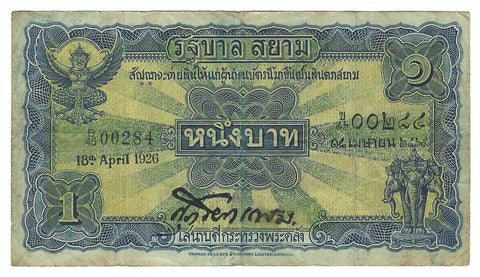 รัฐบาล สยาม
๑
สัญญาจะจ่ายเงินให้แก่ผู้นำธนบัตร์นี้มาขึ้นเป็นเงินตราสยาม
00284
18th April 1926
หนึ่งบาท
๐๐๒๘๔
๑๘ เมษายน ๒๔๖๙
1
เสนาบดีกระทรวงพระคลัง
THOMAS DE LA RUE & COMPANY, LIMITED, LONDON.